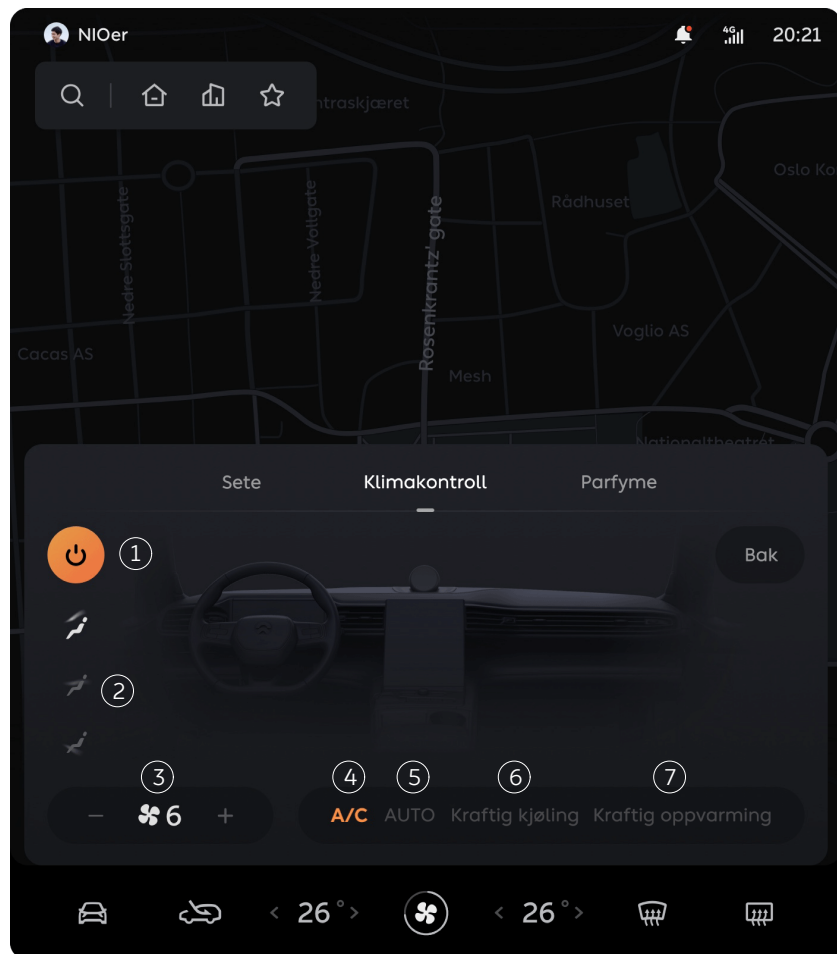 NIOer
4G
20:21
ntraskjæret
Oslo Ko
Rådhuset
Nedre Slottsgate
Nedre Vollgate
Rosenkrantz' gate
Voglio AS
Cacas AS
Mesh
Nationaltheatret
Sete Klimakontroll Parfyme
1
Bak
2
3 4 5 6 7
− 6 + A/C AUTO Kraftig kjøling Kraftig oppvarming
< 26° > < 26° >